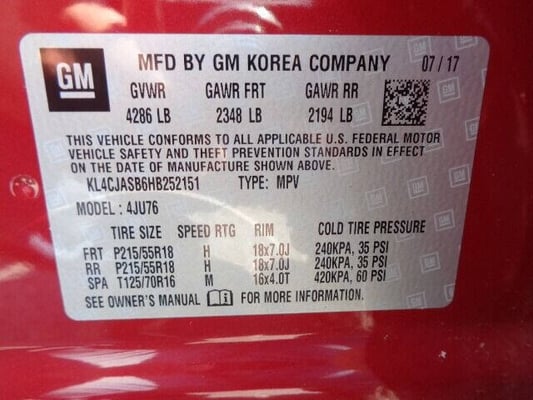 GM MFD BY GM KOREA COMPANY 07/17
GVWR GAWR FRT GAWR RR
4286 LB 2348 LB 2194 LB
THIS VEHICLE CONFORMS TO ALL APPLICABLE U.S. FEDERAL MOTOR
VEHICLE SAFETY AND THEFT PREVENTION STANDARDS IN EFFECT
ON THE DATE OF MANUFACTURE SHOWN ABOVE.
KL4CJASB6HB252151 TYPE: MPV
MODEL : 4JU76
TIRE SIZE SPEED RTG RIM COLD TIRE PRESSURE
FRT P215/55R18 H 18x7.0J 240KPA, 35 PSI
RR P215/55R18 H 18x7.0J 240KPA, 35 PSI
SPA T125/70R16 M 16x4.0T 420KPA, 60 PSI
SEE OWNER'S MANUAL FOR MORE INFORMATION.